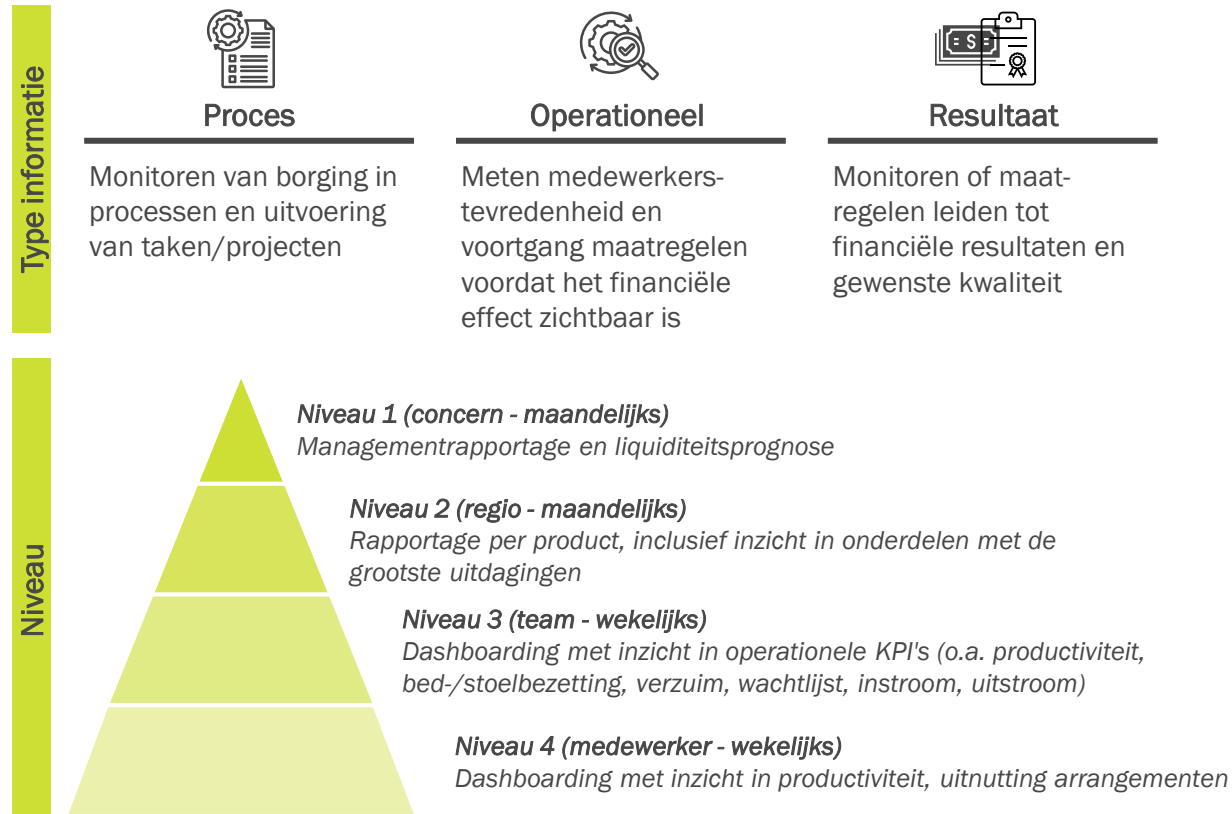 Type informatie
Proces
Monitoren van borging in
processen en uitvoering
van taken/projecten
Operationeel
Meten medewerkers-
tevredenheid en
voortgang maatregelen
voordat het financiële
effect zichtbaar is
$
Resultaat
Monitoren of maat-
regelen leiden tot
financiële resultaten en
gewenste kwaliteit
Niveau
Niveau 1 (concern - maandelijks)
Managementrapportage en liquiditeitsprognose
Niveau 2 (regio - maandelijks)
Rapportage per product, inclusief inzicht in onderdelen met de
grootste uitdagingen
Niveau 3 (team - wekelijks)
Dashboarding met inzicht in operationele KPI's (o.a. productiviteit,
bed-/stoelbezetting, verzuim, wachtlijst, instroom, uitstroom)
Niveau 4 (medewerker - wekelijks)
Dashboarding met inzicht in productiviteit, uitnutting arrangementen